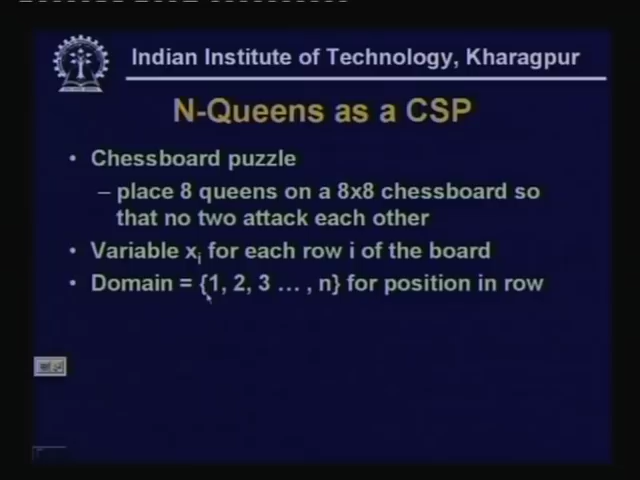 Indian Institute of Technology, Kharagpur
N-Queens as a CSP
• Chessboard puzzle
– place 8 queens on a 8x8 chessboard so
that no two attack each other
• Variable xi for each row i of the board
• Domain = {1, 2, 3 … , n} for position in row